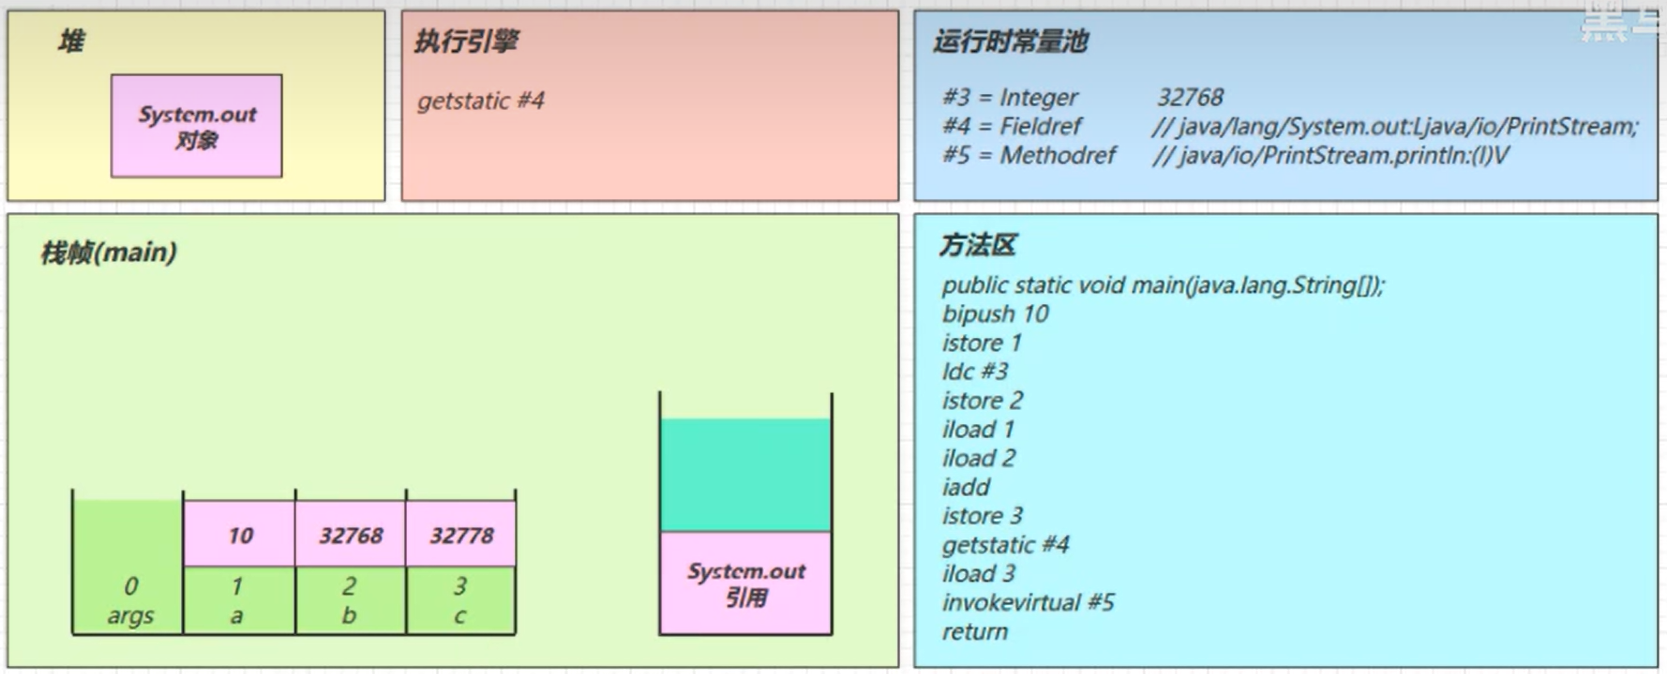 堆
System.out
对象
执行引擎
getstatic #4
运行时常量池
#3 = Integer 32768
#4 = Fieldref // java/lang/System.out:Ljava/io/PrintStream;
#5 = Methodref // java/io/PrintStream.println:(I)V
栈帧(main)
10 32768 32778
0 1 2 3
args a b c
System.out
引用
方法区
public static void main(java.lang.String[]);
bipush 10
istore 1
ldc #3
istore 2
iload 1
iload 2
iadd
istore 3
getstatic #4
iload 3
invokevirtual #5
return
黑